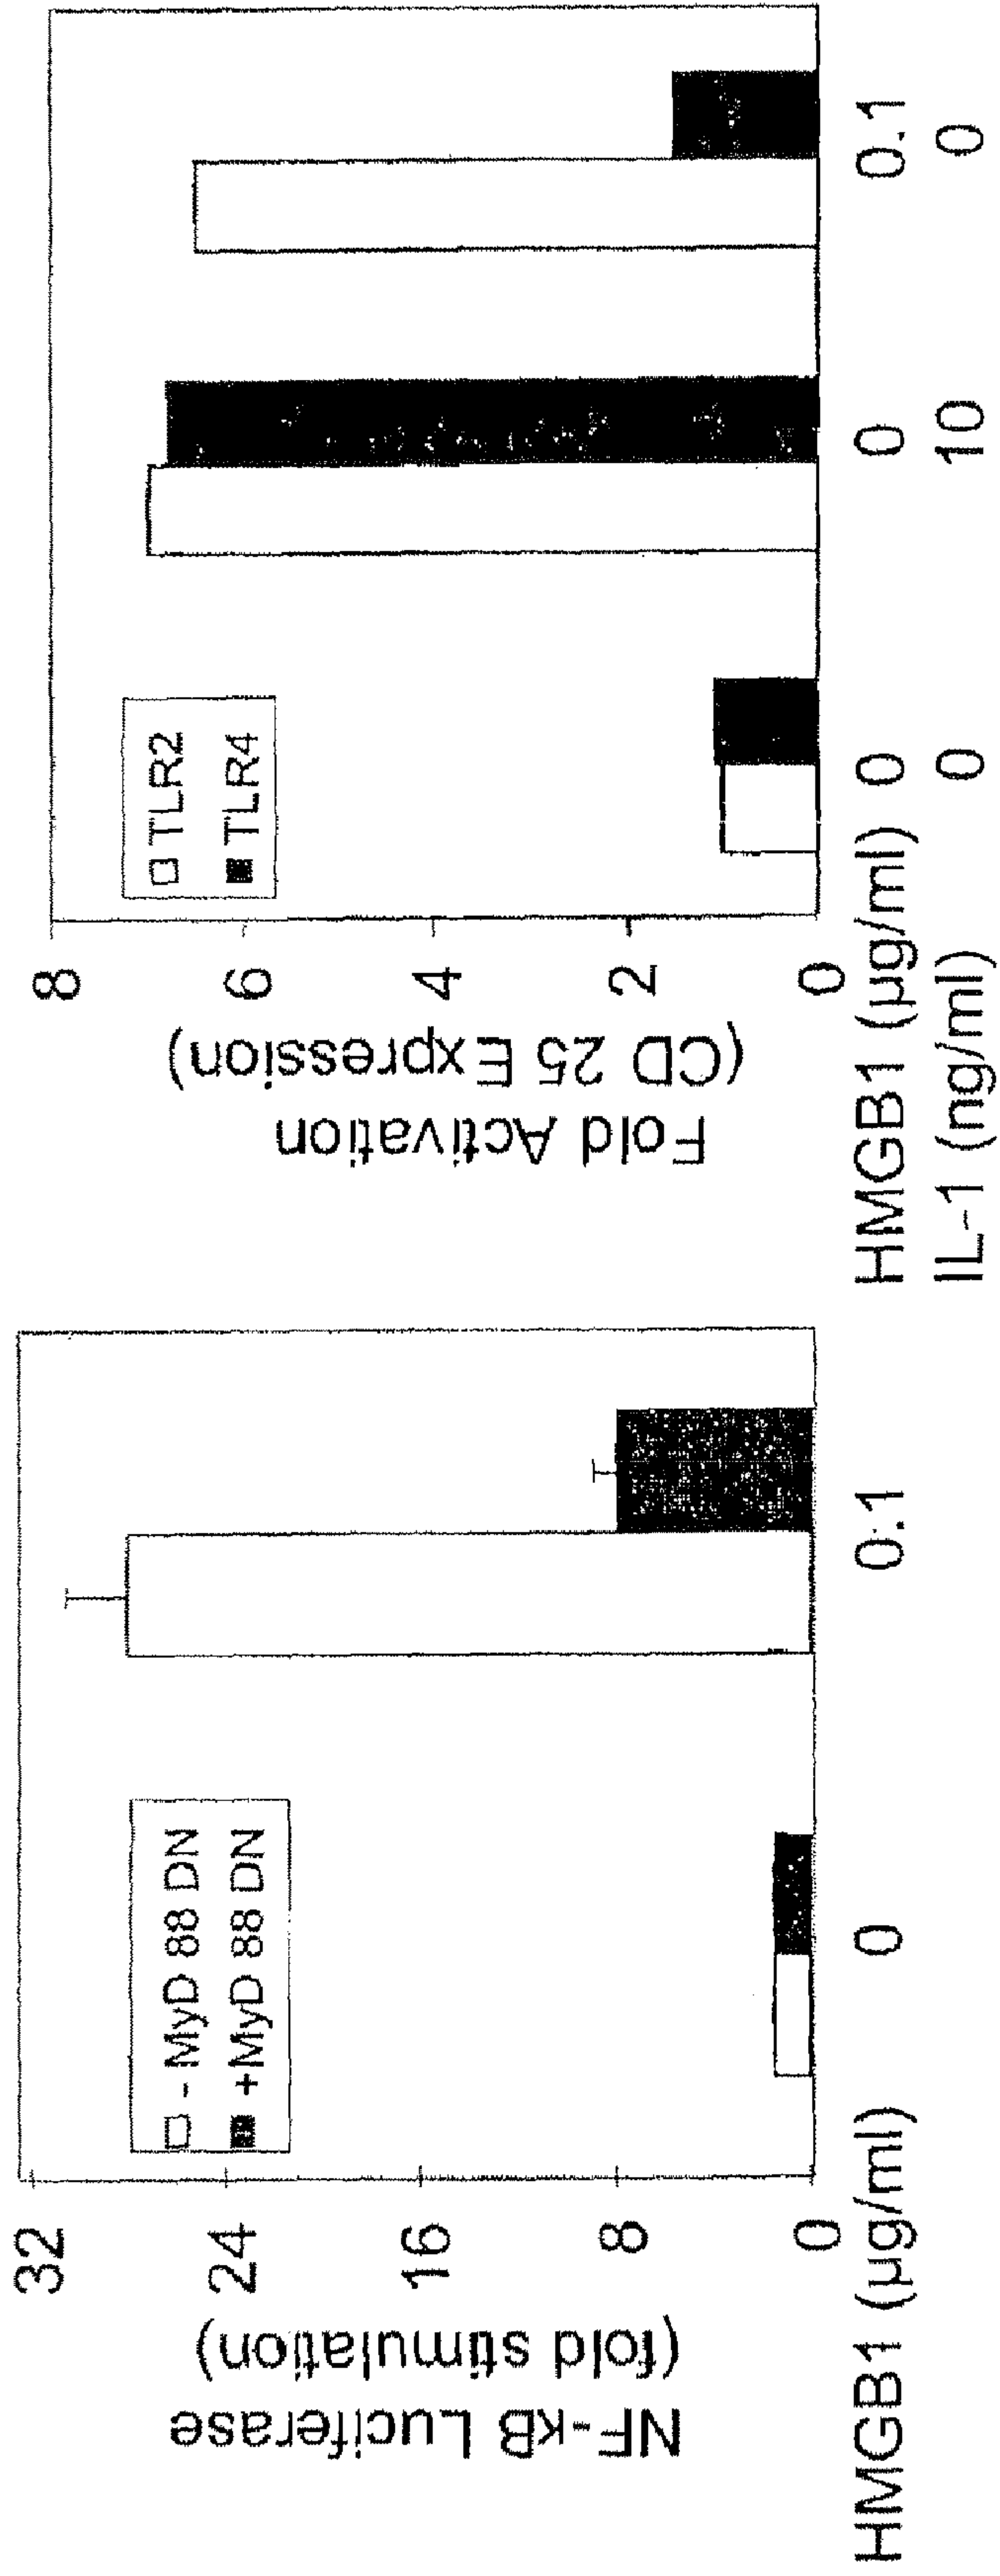 NF-κB Luciferase
(fold stimulation)
32
24
16
8
0
- MyD 88 DN
+MyD 88 DN
HMGB1 (µg/ml) 0 0.1
Fold Activation
(CD 25 Expression)
8
6
4
2
0
TLR2
TLR4
HMGB1 (µg/ml) 0 0 0.1
IL-1 (ng/ml) 0 10 0